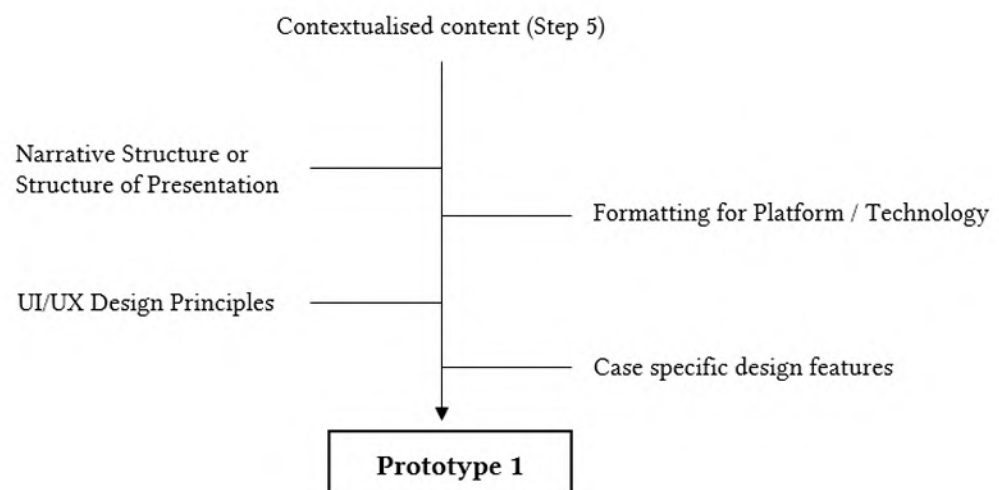 Contextualised content (Step 5)
Narrative Structure or
Structure of Presentation
Formatting for Platform / Technology
UI/UX Design Principles
Case specific design features
Prototype 1